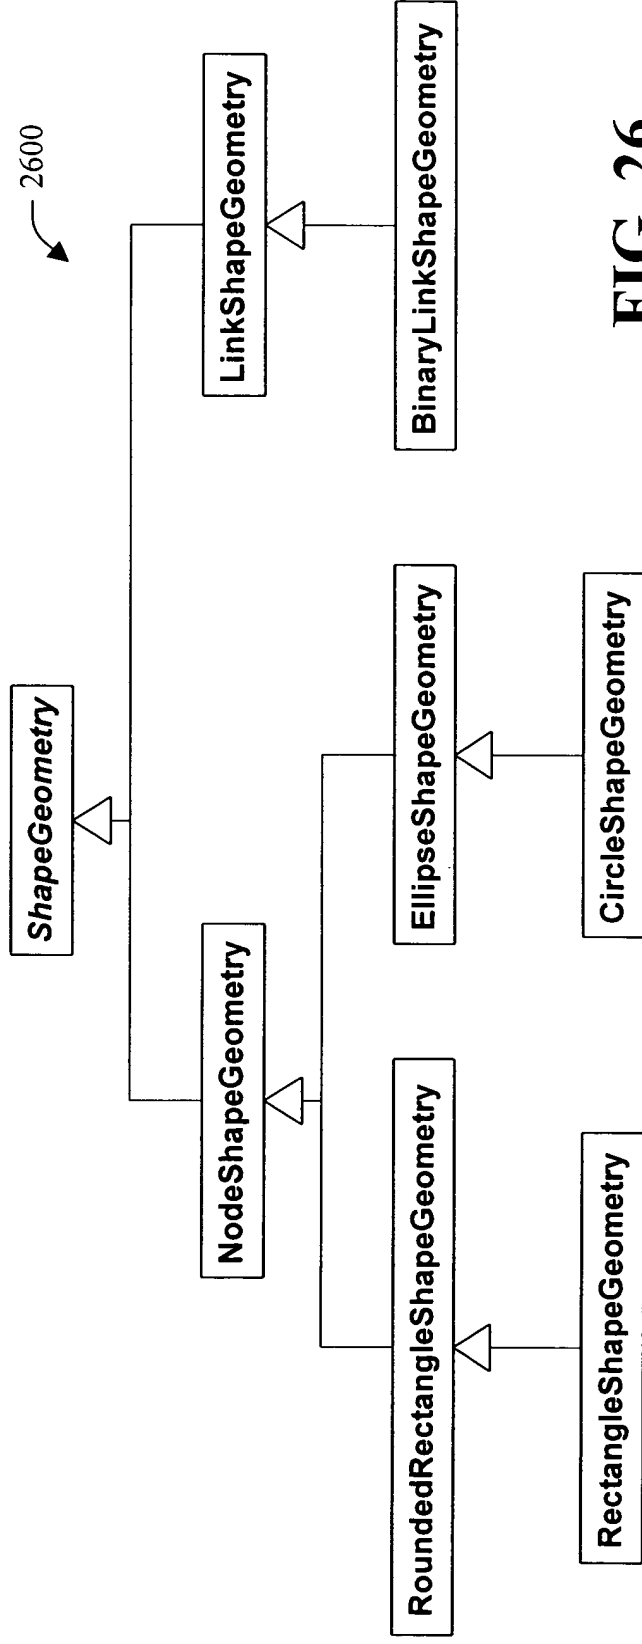 2600
ShapeGeometry
NodeShapeGeometry
LinkShapeGeometry
RoundedRectangleShapeGeometry
EllipseShapeGeometry
BinaryLinkShapeGeometry
RectangleShapeGeometry
CircleShapeGeometry
FIG. 26